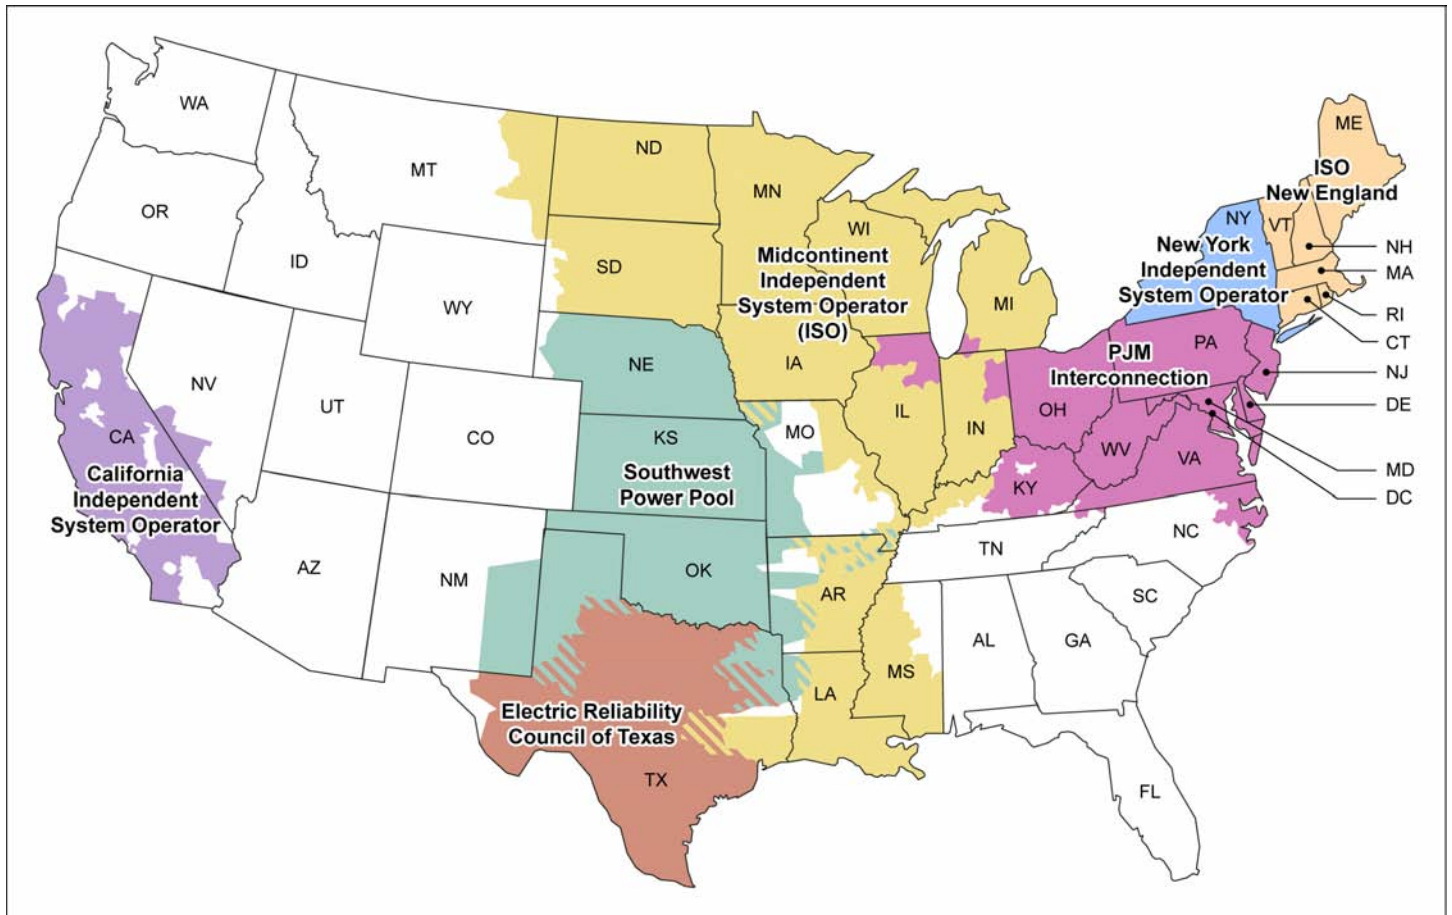 WA
MT
ND
MN
ME
OR
ID
SD
WI
ISO
New England
NY
VT
NH
MA
RI
CT
NJ
DE
MD
DC
New York
Independent
System Operator
Midcontinent
Independent
System Operator
(ISO)
MI
WY
NE
IA
PJM
Interconnection
PA
NV
UT
CO
KS
MO
IL
IN
OH
WV
VA
KY
CA
California
Independent
System Operator
Southwest
Power Pool
AZ
NM
OK
AR
TN
NC
SC
MS
AL
GA
LA
Electric Reliability
Council of Texas
TX
FL